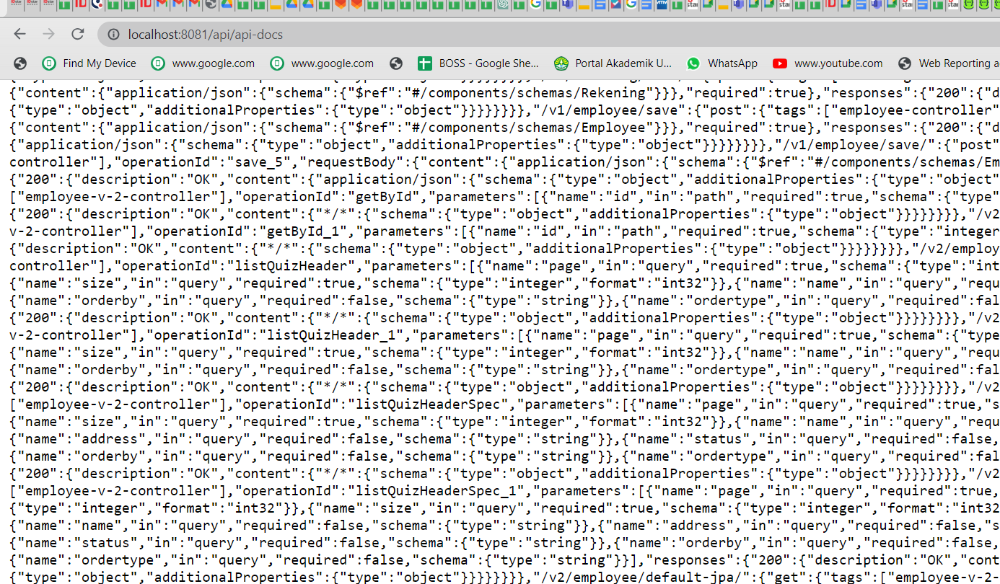 localhost:8081/api/api-docs
Find My Device www.google.com www.google.com BOSS - Google She... Portal Akademik U... WhatsApp www.youtube.com Web Reporting a
{"content":{"application/json":{"schema":{"$ref":"#/components/schemas/Rekening"}}},"required":true},"responses":{"200":{"d
{"type":"object","additionalProperties":{"type":"object"}}}}}}}},"/v1/employee/save":{"post":{"tags":["employee-controller"
{"content":{"application/json":{"schema":{"$ref":"#/components/schemas/Employee"}}},"required":true},"responses":{"200":{"d
{"application/json":{"schema":{"type":"object","additionalProperties":{"type":"object"}}}}}}}},"/v1/employee/save/":{"post"
controller"],"operationId":"save_5","requestBody":{"content":{"application/json":{"schema":{"$ref":"#/components/schemas/Em
{"200":{"description":"OK","content":{"application/json":{"schema":{"type":"object","additionalProperties":{"type":"object"
["employee-v-2-controller"],"operationId":"getById","parameters":[{"name":"id","in":"path","required":true,"schema":{"type"
{"200":{"description":"OK","content":{"*/*":{"schema":{"type":"object","additionalProperties":{"type":"object"}}}}}}}},"/v2
v-2-controller"],"operationId":"getById_1","parameters":[{"name":"id","in":"path","required":true,"schema":{"type":"integer
{"description":"OK","content":{"*/*":{"schema":{"type":"object","additionalProperties":{"type":"object"}}}}}}}},"/v2/employ
controller"],"operationId":"listQuizHeader","parameters":[{"name":"page","in":"query","required":true,"schema":{"type":"int
{"name":"size","in":"query","required":true,"schema":{"type":"integer","format":"int32"}},{"name":"name","in":"query","requ
{"name":"orderby","in":"query","required":false,"schema":{"type":"string"}},{"name":"ordertype","in":"query","required":fal
{"200":{"description":"OK","content":{"*/*":{"schema":{"type":"object","additionalProperties":{"type":"object"}}}}}}}},"/v2
v-2-controller"],"operationId":"listQuizHeader_1","parameters":[{"name":"page","in":"query","required":true,"schema":{"type
{"name":"size","in":"query","required":true,"schema":{"type":"integer","format":"int32"}},{"name":"name","in":"query","requ
{"name":"orderby","in":"query","required":false,"schema":{"type":"string"}},{"name":"ordertype","in":"query","required":fal
{"200":{"description":"OK","content":{"*/*":{"schema":{"type":"object","additionalProperties":{"type":"object"}}}}}}}},"/v2
["employee-v-2-controller"],"operationId":"listQuizHeaderSpec","parameters":[{"name":"page","in":"query","required":true,"s
{"name":"size","in":"query","required":true,"schema":{"type":"integer","format":"int32"}},{"name":"name","in":"query","requ
{"name":"address","in":"query","required":false,"schema":{"type":"string"}},{"name":"status","in":"query","required":false,
{"name":"orderby","in":"query","required":false,"schema":{"type":"string"}},{"name":"ordertype","in":"query","required":fal
{"200":{"description":"OK","content":{"*/*":{"schema":{"type":"object","additionalProperties":{"type":"object"}}}}}}}},"/v2
["employee-v-2-controller"],"operationId":"listQuizHeaderSpec_1","parameters":[{"name":"page","in":"query","required":true,
{"type":"integer","format":"int32"}},{"name":"size","in":"query","required":true,"schema":{"type":"integer","format":"int32
{"name":"name","in":"query","required":false,"schema":{"type":"string"}},{"name":"address","in":"query","required":false,"s
{"name":"status","in":"query","required":false,"schema":{"type":"string"}},{"name":"orderby","in":"query","required":false,
{"name":"ordertype","in":"query","required":false,"schema":{"type":"string"}}],"responses":{"200":{"description":"OK","cont
{"type":"object","additionalProperties":{"type":"object"}}}}}}}},"/v2/employee/default-jpa/":{"get":{"tags":["employee-v-2-